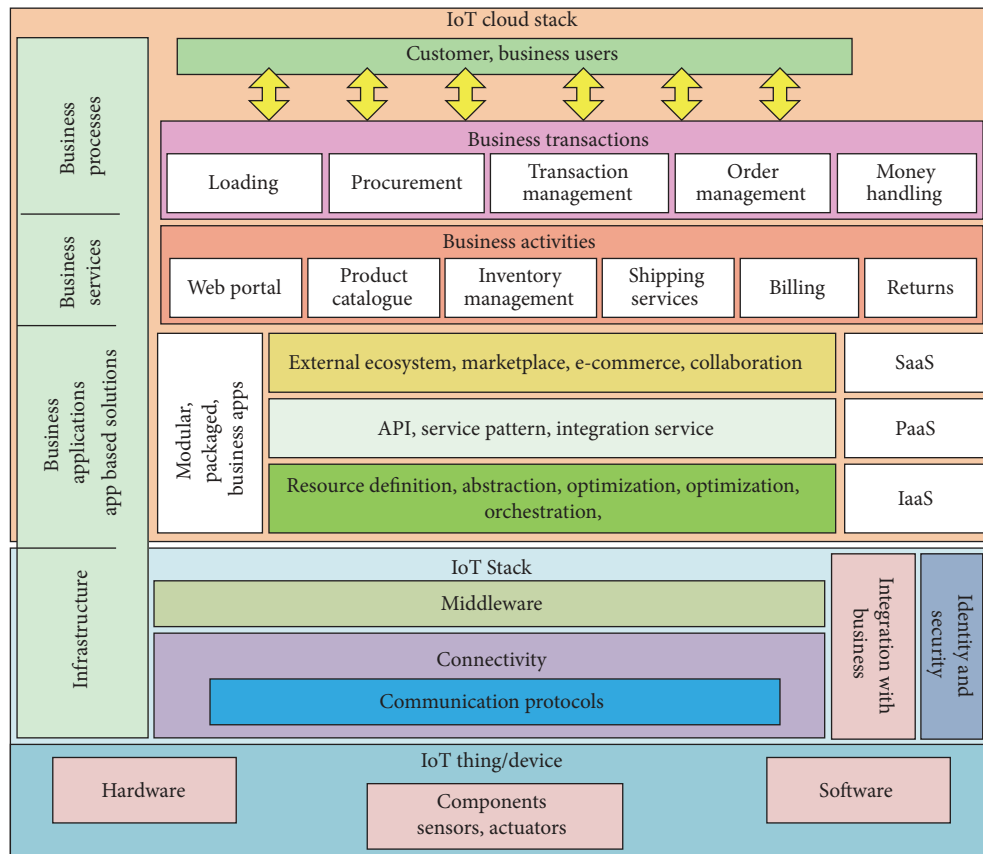 IoT cloud stack
Customer, business users
Business
processes
Business transactions
Loading
Procurement
Transaction
management
Order
management
Money
handling
Business
services
Business activities
Web portal
Product
catalogue
Inventory
management
Shipping
services
Billing
Returns
Business
applications
app based solutions
Modular,
packaged,
business apps
External ecosystem, marketplace, e-commerce, collaboration
SaaS
API, service pattern, integration service
PaaS
Resource definition, abstraction, optimization, optimization,
orchestration,
IaaS
Infrastructure
IoT Stack
Middleware
Connectivity
Communication protocols
Integration with
business
Identity and
security
IoT thing/device
Hardware
Components
sensors, actuators
Software